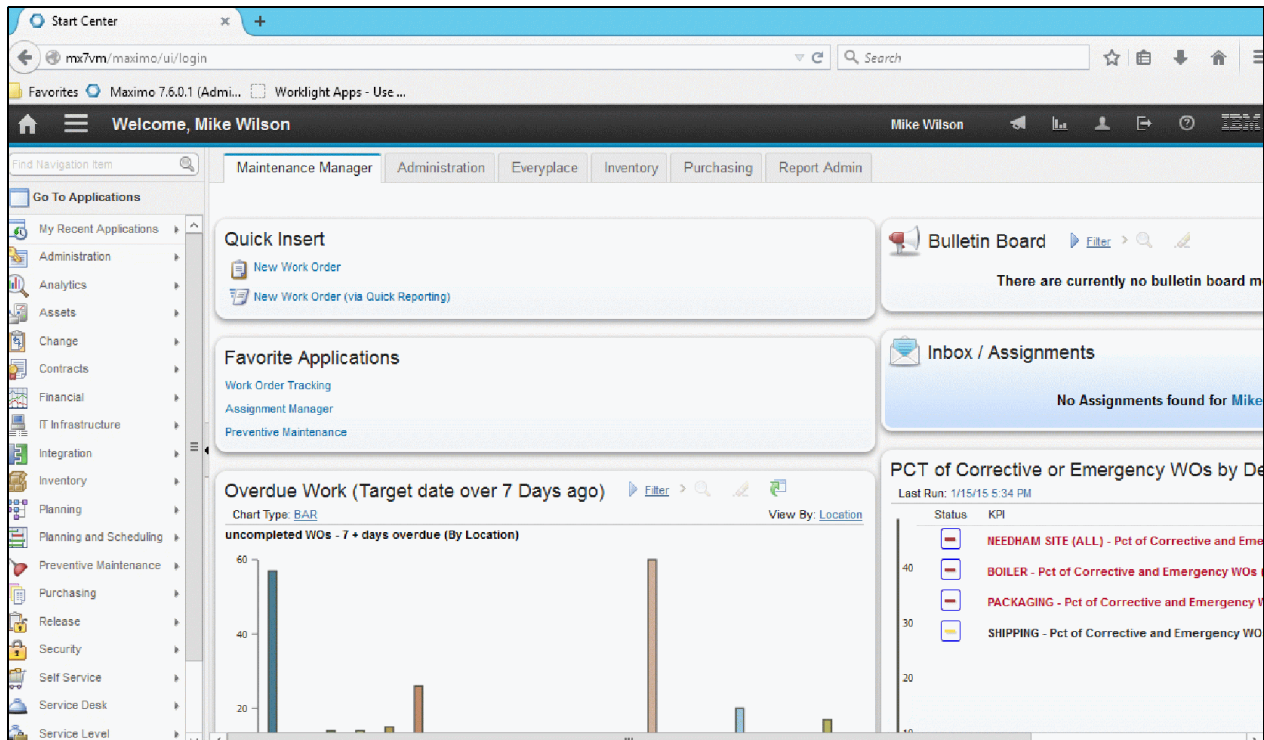 Start Center
mx7vm/maximo/ui/login
Search
Favorites Maximo 7.6.0.1 (Admi... Worklight Apps - Use ...
Welcome, Mike Wilson
Mike Wilson
IBM
Find Navigation Item
Maintenance Manager Administration Everyplace Inventory Purchasing Report Admin
Go To Applications
My Recent Applications
Administration
Analytics
Assets
Change
Contracts
Financial
IT Infrastructure
Integration
Inventory
Planning
Planning and Scheduling
Preventive Maintenance
Purchasing
Release
Security
Self Service
Service Desk
Service Level
Quick Insert
New Work Order
New Work Order (via Quick Reporting)
Favorite Applications
Work Order Tracking
Assignment Manager
Preventive Maintenance
Overdue Work (Target date over 7 Days ago) Filter
Chart Type: BAR View By: Location
uncompleted WOs - 7 + days overdue (By Location)
60
40
20
Bulletin Board Filter
There are currently no bulletin board m
Inbox / Assignments
No Assignments found for Mike
PCT of Corrective or Emergency WOs by De
Last Run: 1/15/15 5:34 PM
Status KPI
NEEDHAM SITE (ALL) - Pct of Corrective and Eme
40
BOILER - Pct of Corrective and Emergency WOs
PACKAGING - Pct of Corrective and Emergency
30
SHIPPING - Pct of Corrective and Emergency WO
20
10